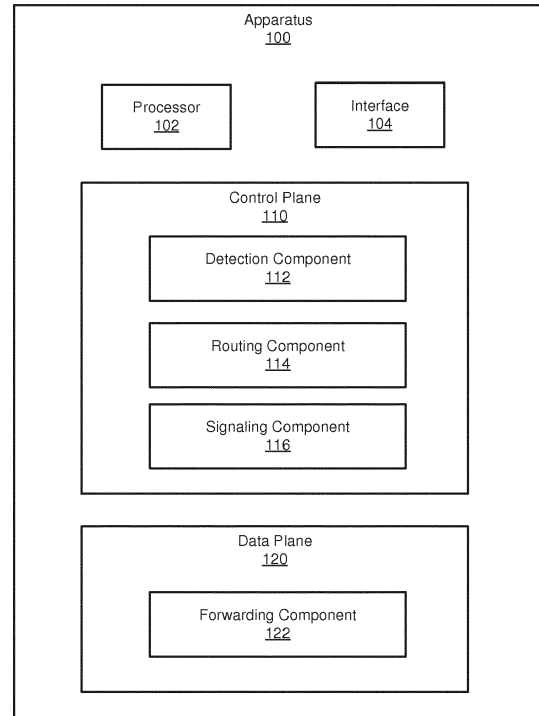 Apparatus
100
Processor
102
Interface
104
Control Plane
110
Detection Component
112
Routing Component
114
Signaling Component
116
Data Plane
120
Forwarding Component
122